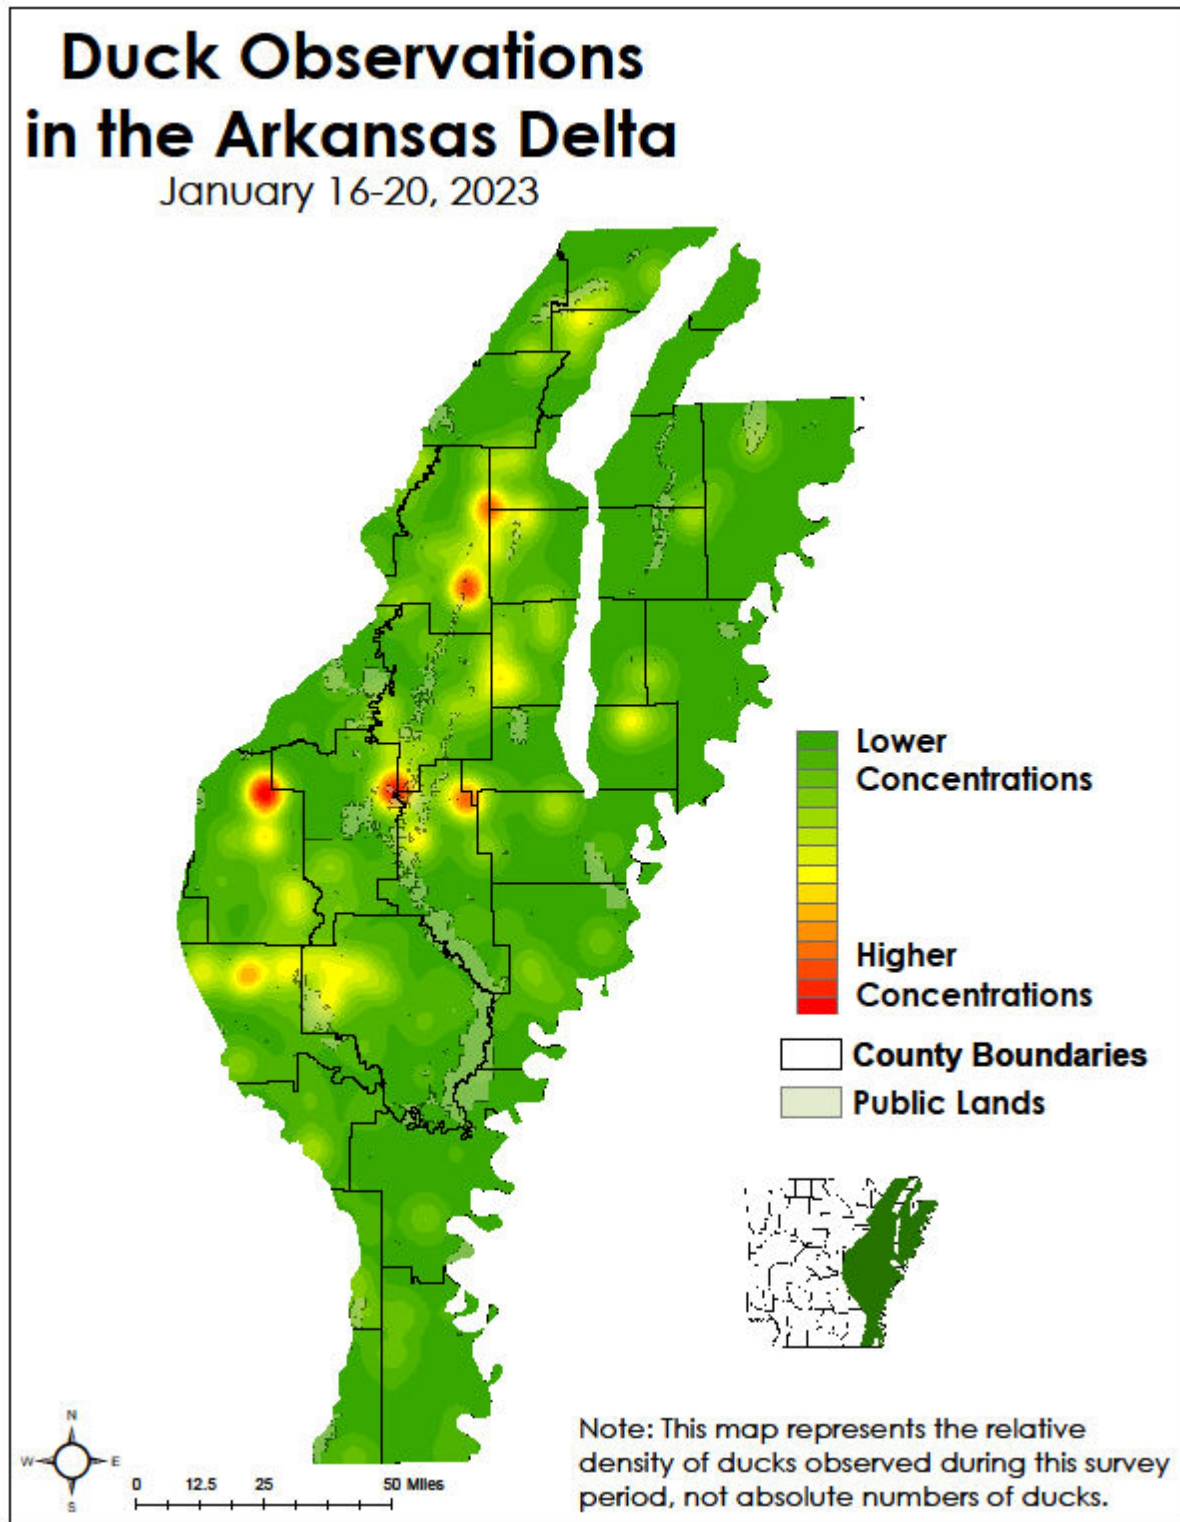 Duck Observations
in the Arkansas Delta
January 16-20, 2023
Lower
Concentrations
Higher
Concentrations
County Boundaries
Public Lands
N
W E
S
0 12.5 25 50 Miles
Note: This map represents the relative
density of ducks observed during this survey
period, not absolute numbers of ducks.